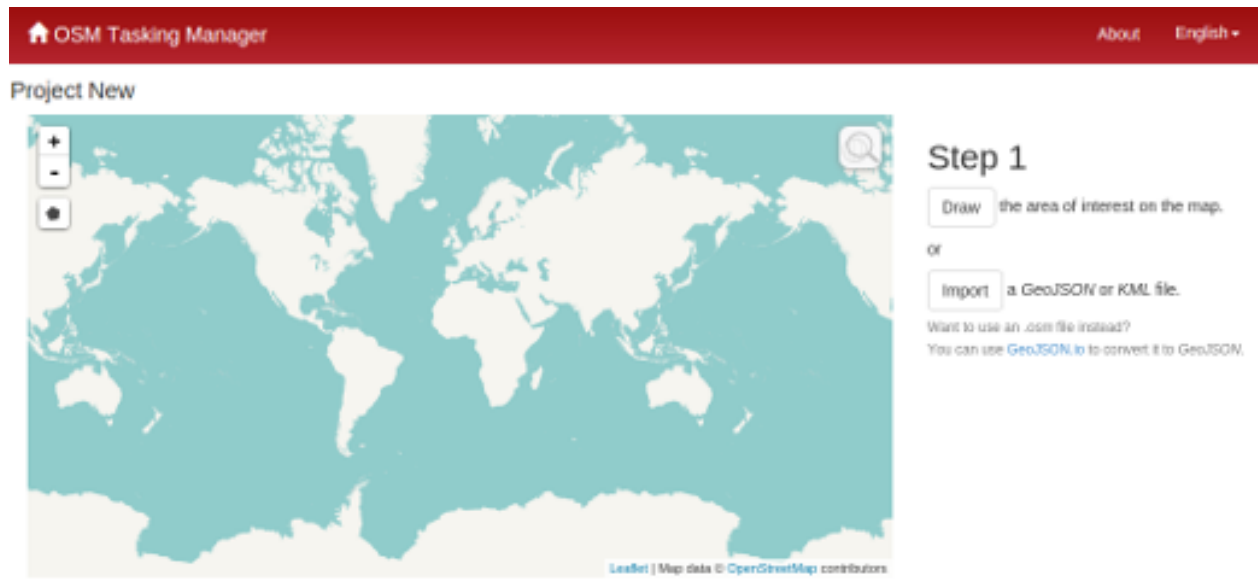 OSM Tasking Manager
About English
Project New
+
-
Step 1
Draw the area of interest on the map.
or
Import a GeoJSON or KML file.
Want to use an .osm file instead?
You can use GeoJSON.io to convert it to GeoJSON.
Leaflet | Map data © OpenStreetMap contributors